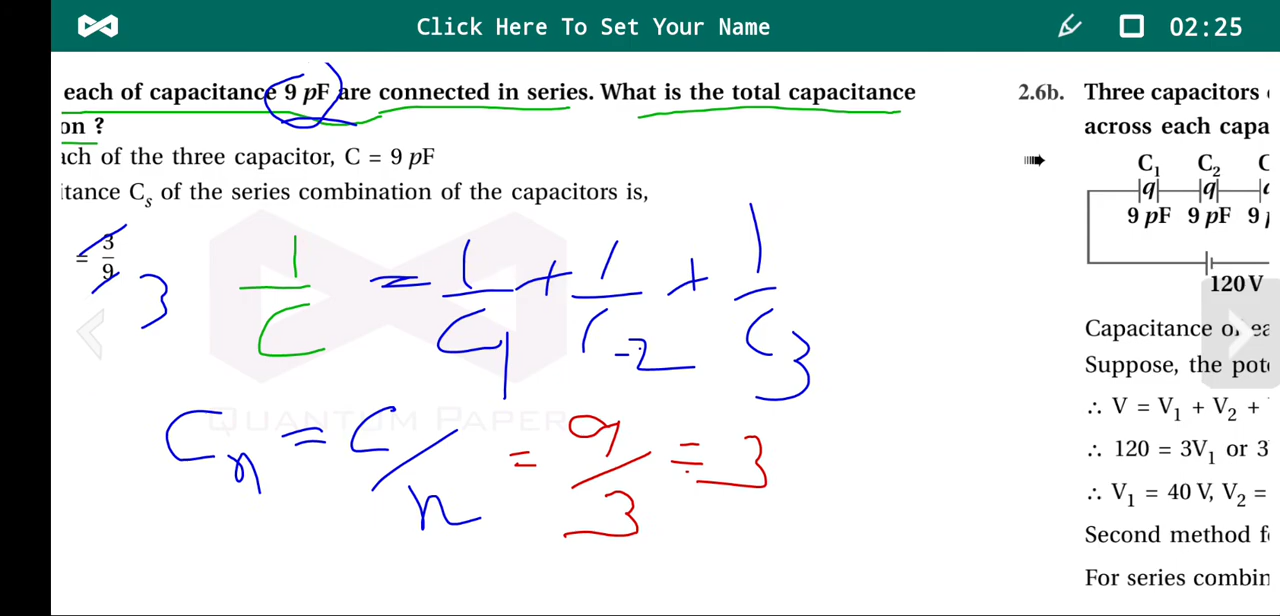 Click Here To Set Your Name
02:25
each of capacitance 9 pF are connected in series. What is the total capacitance
on ?
ach of the three capacitor, C = 9 pF
itance Cs of the series combination of the capacitors is,
= 3/9
3
1/C = 1/C1 + 1/C2 + 1/C3
QUANTUM PAPER
Cn = C/n = 9/3 = 3
2.6b. Three capacitors
across each capa
C1 C2 C
q q q
9 pF 9 pF 9 p
120 V
Capacitance of ea
Suppose, the pote
∴ V = V1 + V2 +
∴ 120 = 3V1 or 3
∴ V1 = 40 V, V2 =
Second method f
For series combin